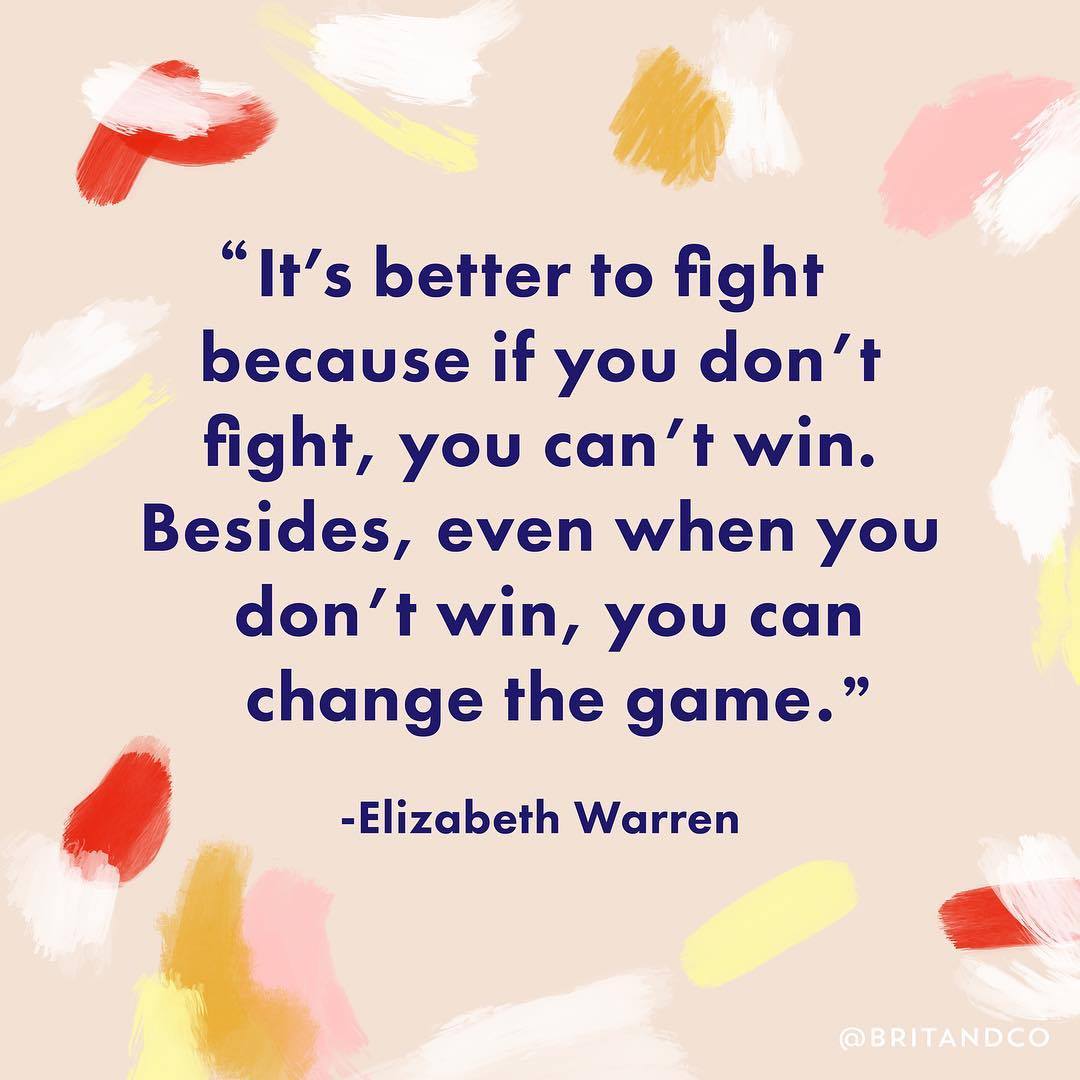 “It’s better to fight
because if you don’t
fight, you can’t win.
Besides, even when you
don’t win, you can
change the game.”
-Elizabeth Warren
@BRITANDCO